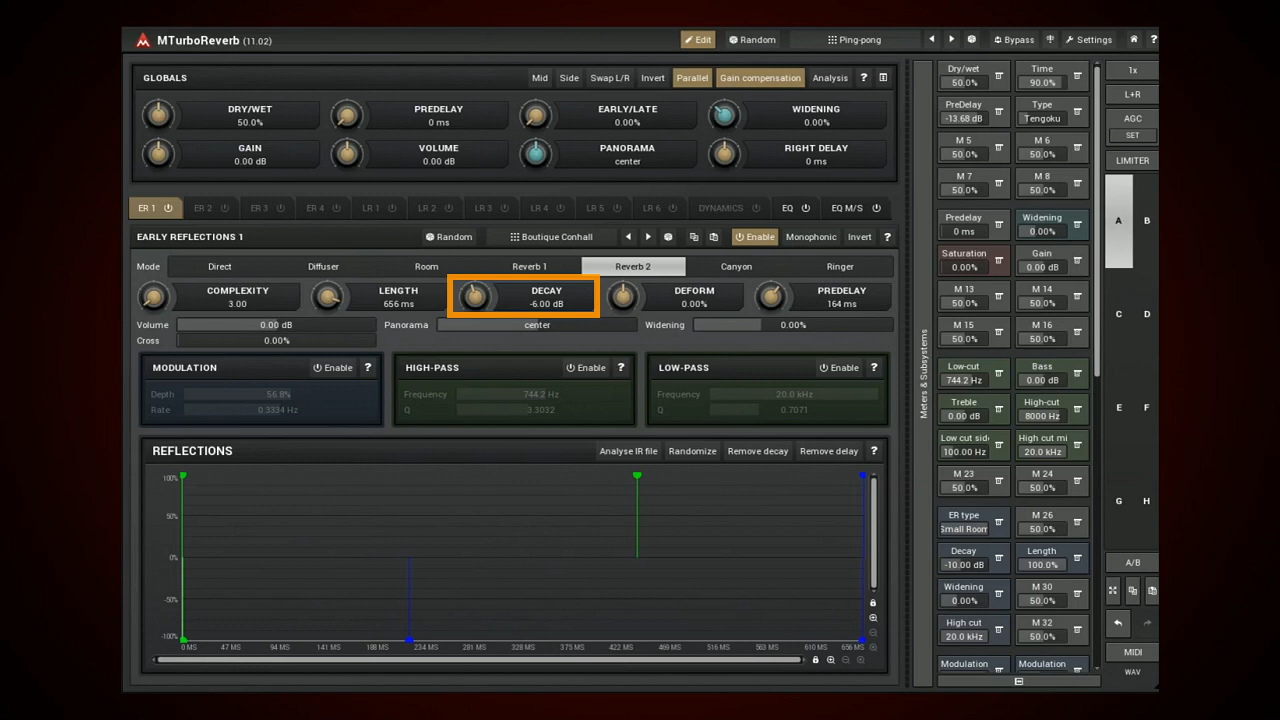 MTurboReverb (11.02)
Edit
Random
Ping-pong
Bypass
Settings
?
GLOBALS
Mid
Side
Swap L/R
Invert
Parallel
Gain compensation
Analysis
?
DRY/WET
50.0%
PREDELAY
0 ms
EARLY/LATE
0.00%
WIDENING
0.00%
GAIN
0.00 dB
VOLUME
0.00 dB
PANORAMA
center
RIGHT DELAY
0 ms
ER 1
ER 2
ER 3
ER 4
LR 1
LR 2
LR 3
LR 4
LR 5
LR 6
DYNAMICS
EQ
EQ M/S
EARLY REFLECTIONS 1
Random
Boutique Conhall
Enable
Monophonic
Invert
?
Mode
Direct
Diffuser
Room
Reverb 1
Reverb 2
Canyon
Ringer
COMPLEXITY
3.00
LENGTH
656 ms
DECAY
-6.00 dB
DEFORM
0.00%
PREDELAY
164 ms
Volume
0.00 dB
Panorama
center
Widening
0.00%
Cross
0.00%
MODULATION
Enable
?
Depth
56.8%
Rate
0.3334 Hz
HIGH-PASS
Enable
?
Frequency
744.2 Hz
Q
3.3032
LOW-PASS
Enable
?
Frequency
20.0 kHz
Q
0.7071
REFLECTIONS
Analyse IR file
Randomize
Remove decay
Remove delay
?
100%
50%
0%
-50%
-100%
0 MS
47 MS
94 MS
141 MS
188 MS
234 MS
281 MS
328 MS
375 MS
422 MS
469 MS
516 MS
563 MS
610 MS
656 MS
Meters & Subsystems
Dry/wet
50.0%
Time
90.0%
PreDelay
-13.68 dB
Type
Tengoku
M 5
50.0%
M 6
50.0%
M 7
50.0%
M 8
50.0%
Predelay
0 ms
Widening
0.00%
Saturation
0.00%
Gain
0.00 dB
M 13
50.0%
M 14
50.0%
M 15
50.0%
M 16
50.0%
Low-cut
744.2 Hz
Bass
0.00 dB
Treble
0.00 dB
High-cut
8000 Hz
Low cut side
100.00 Hz
High cut mi
20.0 kHz
M 23
50.0%
M 24
50.0%
ER type
Small Room
M 26
50.0%
Decay
-10.00 dB
Length
100.0%
Widening
0.00%
M 30
50.0%
High cut
20.0 kHz
M 32
50.0%
Modulation
Modulation
1x
L+R
AGC
SET
LIMITER
A
B
C
D
E
F
G
H
A/B
MIDI
WAV